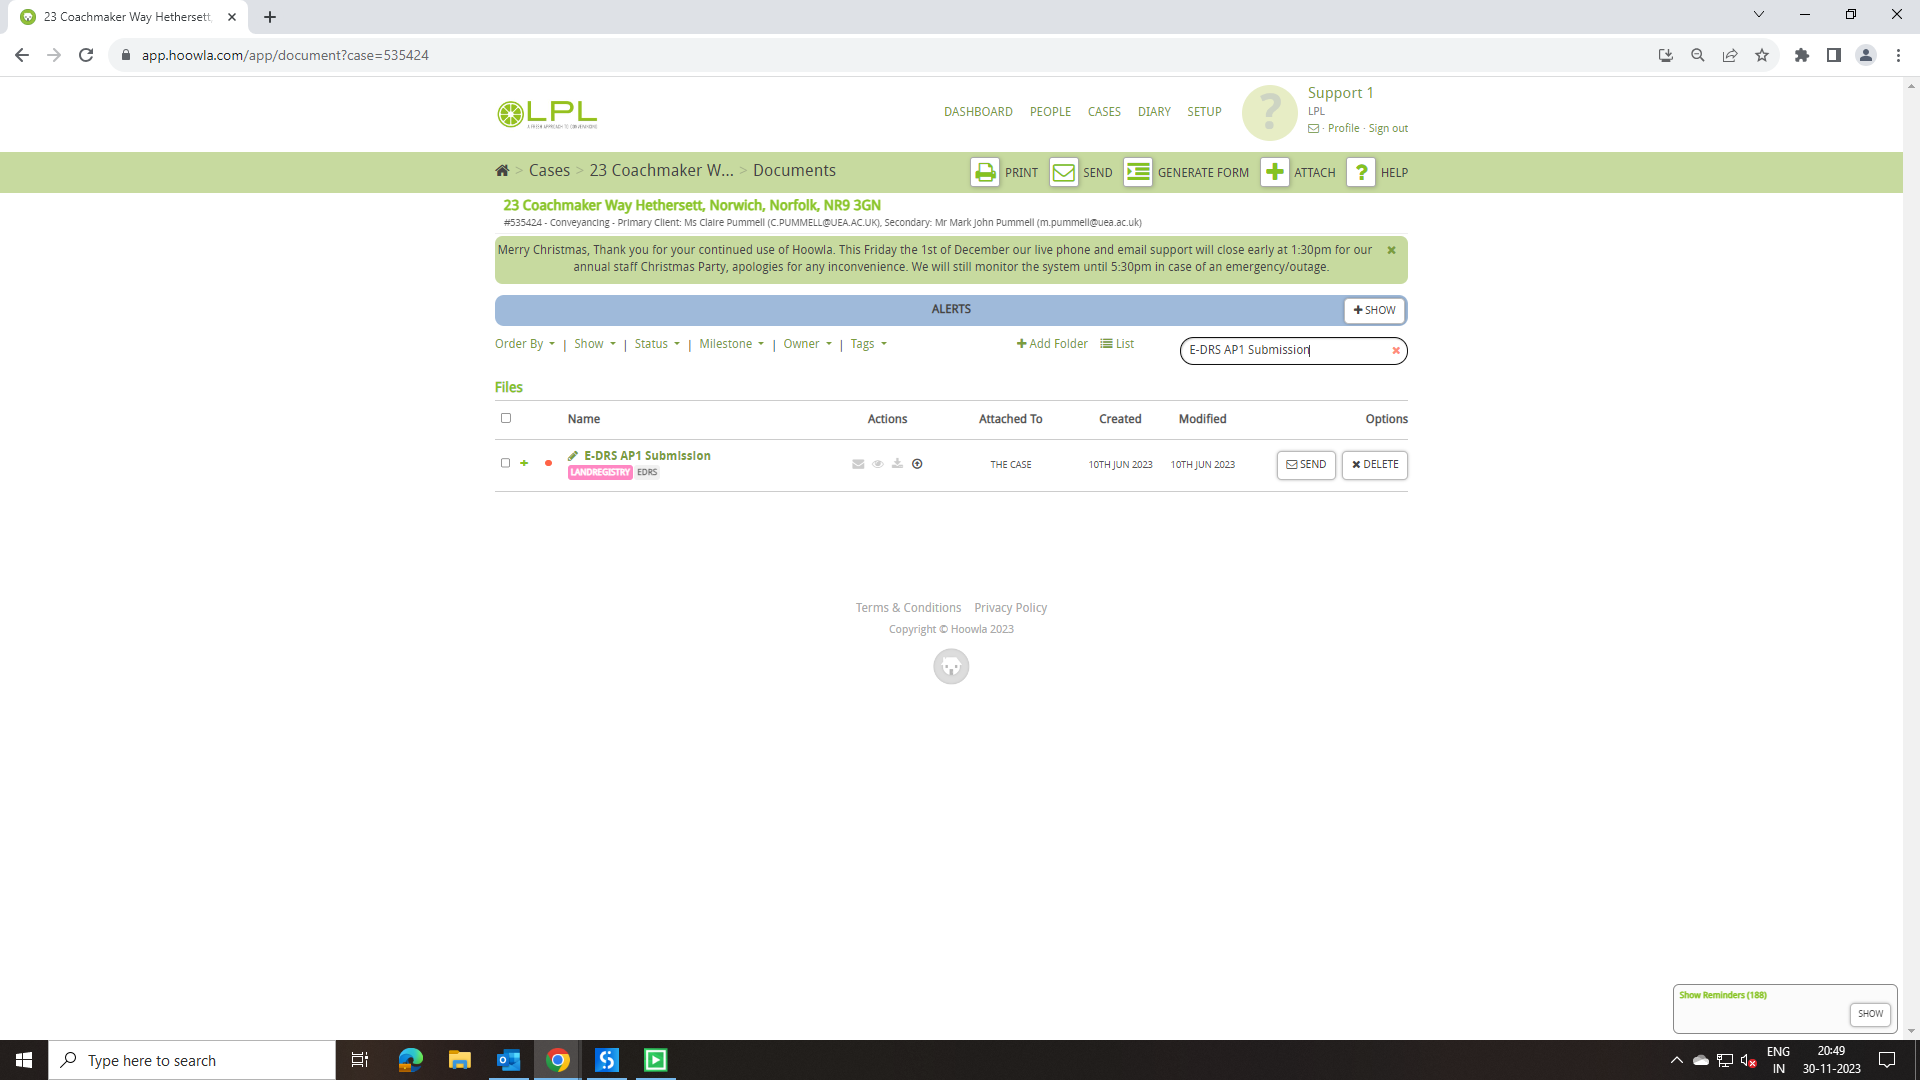 23 Coachmaker Way Hethersett,
app.hoowla.com/app/document?case=535424
LPL
A FRESH APPROACH TO CONVEYANCING
DASHBOARD PEOPLE CASES DIARY SETUP
?
Support 1
LPL
· Profile · Sign out
> Cases > 23 Coachmaker W... > Documents
PRINT SEND GENERATE FORM ATTACH ? HELP
23 Coachmaker Way Hethersett, Norwich, Norfolk, NR9 3GN
#535424 - Conveyancing - Primary Client: Ms Claire Pummell (C.PUMMELL@UEA.AC.UK), Secondary: Mr Mark John Pummell (m.pummell@uea.ac.uk)
Merry Christmas, Thank you for your continued use of Hoowla. This Friday the 1st of December our live phone and email support will close early at 1:30pm for our
annual staff Christmas Party, apologies for any inconvenience. We will still monitor the system until 5:30pm in case of an emergency/outage.
ALERTS
SHOW
Order By | Show | Status | Milestone | Owner | Tags
Add Folder List
E-DRS AP1 Submission
Files
Name Actions Attached To Created Modified Options
E-DRS AP1 Submission
LANDREGISTRY EDRS
THE CASE 10TH JUN 2023 10TH JUN 2023 SEND DELETE
Terms & Conditions Privacy Policy
Copyright © Hoowla 2023
Show Reminders (188)
SHOW
Type here to search
ENG
IN
20:49
30-11-2023